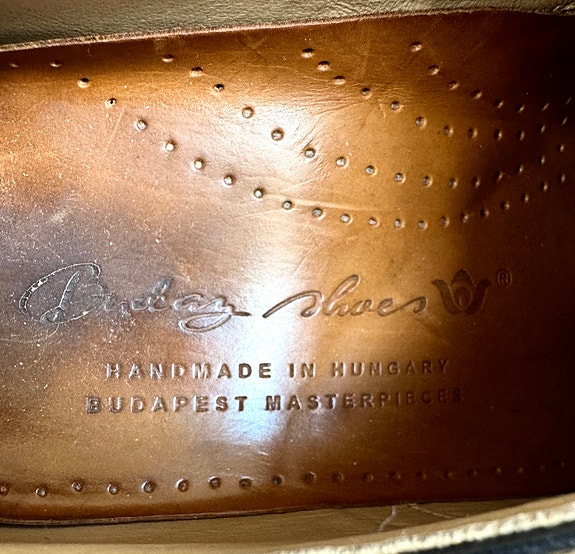 Buday shoes ®
HANDMADE IN HUNGARY
BUDAPEST MASTERPIECES